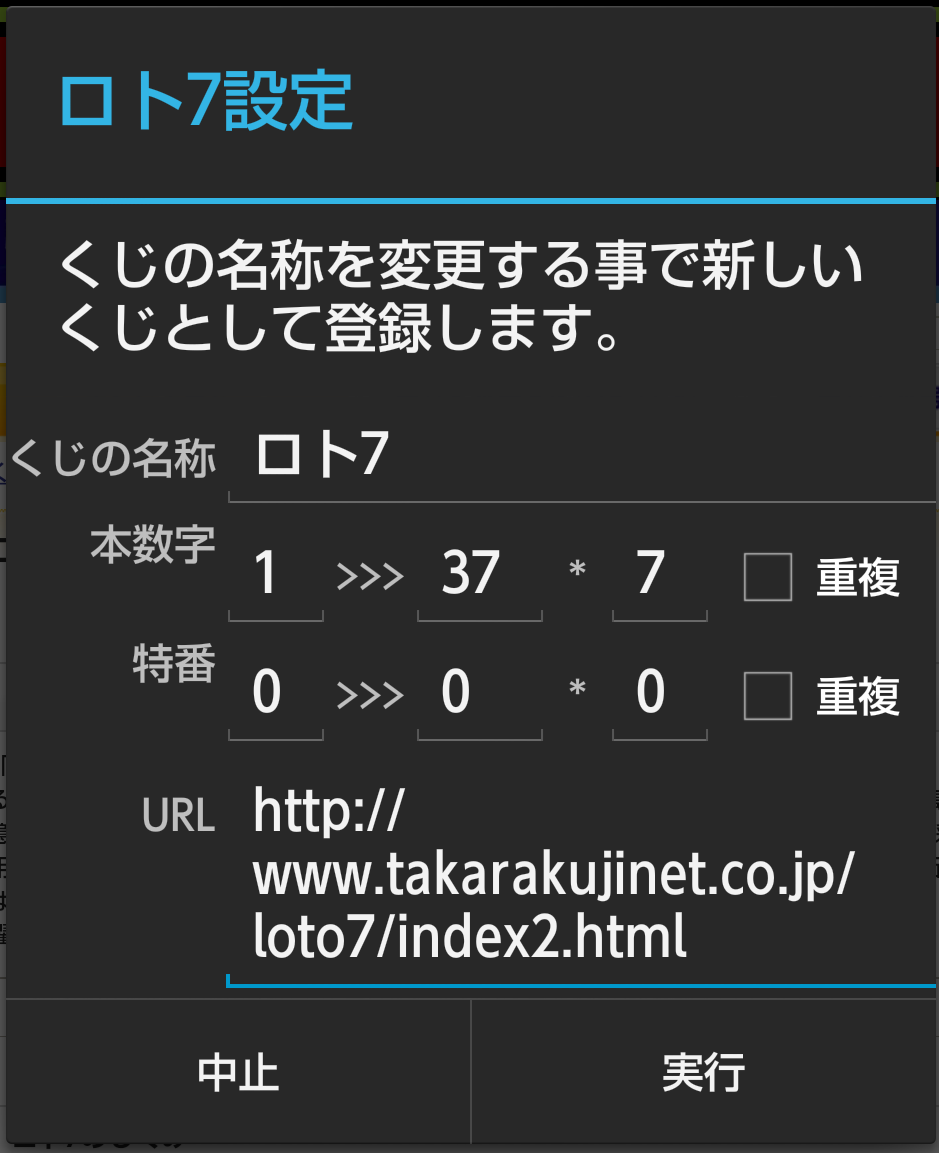 ロト7設定
くじの名称を変更する事で新しい
くじとして登録します。
くじの名称 ロト7
本数字 1 >>> 37 * 7 重複
特番 0 >>> 0 * 0 重複
URL http://
www.takarakujinet.co.jp/
loto7/index2.html
中止 実行